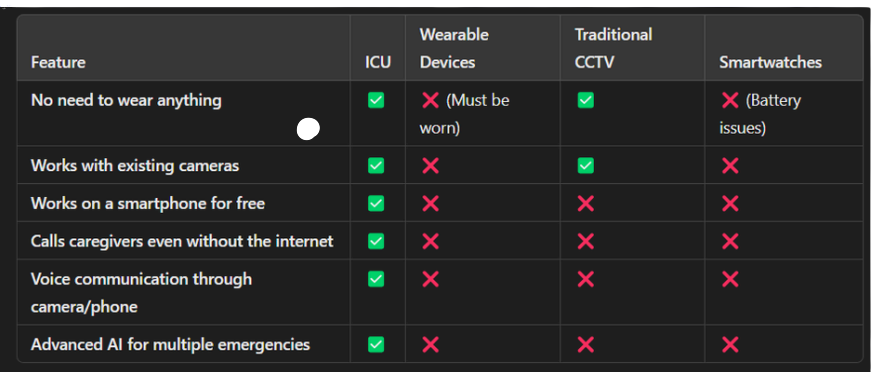 Feature ICU Wearable Devices Traditional CCTV Smartwatches
No need to wear anything ✅ ❌ (Must be worn) ✅ ❌ (Battery issues)
Works with existing cameras ✅ ❌ ✅ ❌
Works on a smartphone for free ✅ ❌ ❌ ❌
Calls caregivers even without the internet ✅ ❌ ❌ ❌
Voice communication through camera/phone ✅ ❌ ❌ ❌
Advanced AI for multiple emergencies ✅ ❌ ❌ ❌